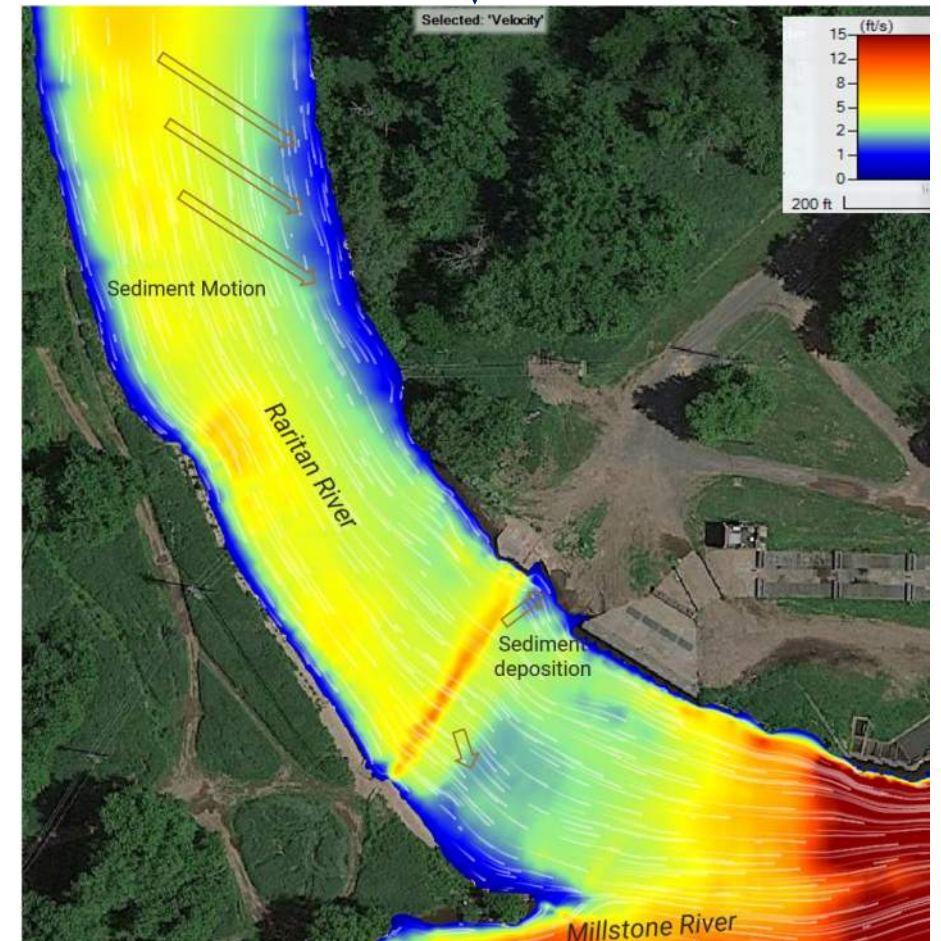 Selected: 'Velocity'
(ft/s)
15
12
8
5
2
1
0
200 ft
Sediment Motion
Raritan River
Sediment
deposition
Millstone River